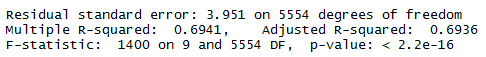 Residual standard error: 3.951 on 5554 degrees of freedom
Multiple R-squared:  0.6941,    Adjusted R-squared:  0.6936
F-statistic:  1400 on 9 and 5554 DF,  p-value: < 2.2e-16